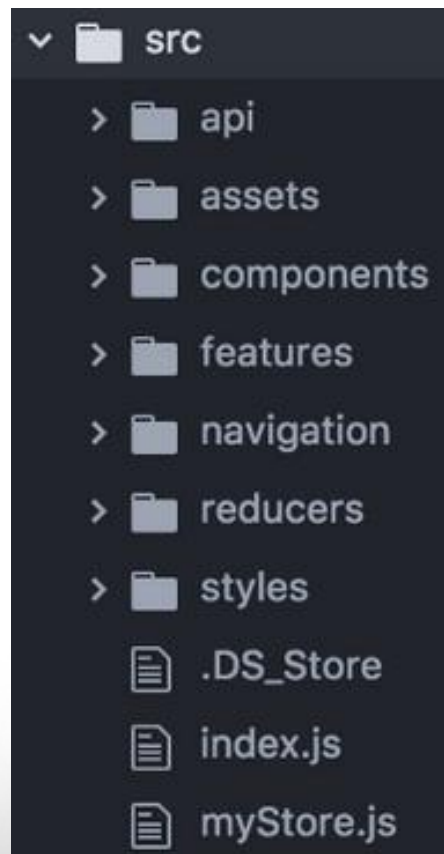 src
api
assets
components
features
navigation
reducers
styles
.DS_Store
index.js
myStore.js